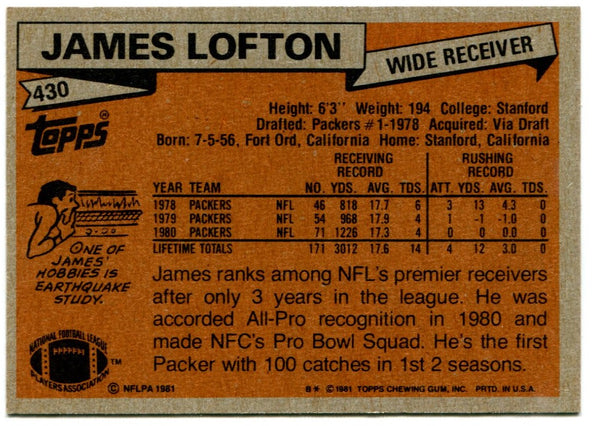 JAMES LOFTON
WIDE RECEIVER
430
topps®
Height: 6'3'' Weight: 194 College: Stanford
Drafted: Packers #1-1978 Acquired: Via Draft
Born: 7-5-56, Fort Ord, California Home: Stanford, California
RECEIVING RECORD RUSHING RECORD
YEAR TEAM NO. YDS. AVG. TDS. ATT. YDS. AVG. TDS.
1978 PACKERS NFL 46 818 17.7 6 3 13 4.3 0
1979 PACKERS NFL 54 968 17.9 4 1 -1 -1.0 0
1980 PACKERS NFL 71 1226 17.3 4 0 0 0.0 0
LIFETIME TOTALS 171 3012 17.6 14 4 12 3.0 0
ONE OF
JAMES'
HOBBIES IS
EARTHQUAKE
STUDY.
James ranks among NFL's premier receivers
after only 3 years in the league. He was
accorded All-Pro recognition in 1980 and
made NFC's Pro Bowl Squad. He's the first
Packer with 100 catches in 1st 2 seasons.
NATIONAL FOOTBALL LEAGUE
PLAYERS ASSOCIATION
TM
© NFLPA 1981
B* © 1981 TOPPS CHEWING GUM, INC. PRTD. IN U.S.A.